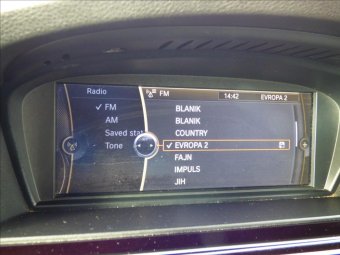 Radio
FM 14:42 EVROPA 2
FM
AM
Saved stat
Tone
BLANIK
BLANIK
COUNTRY
EVROPA 2
FAJN
IMPULS
JIH